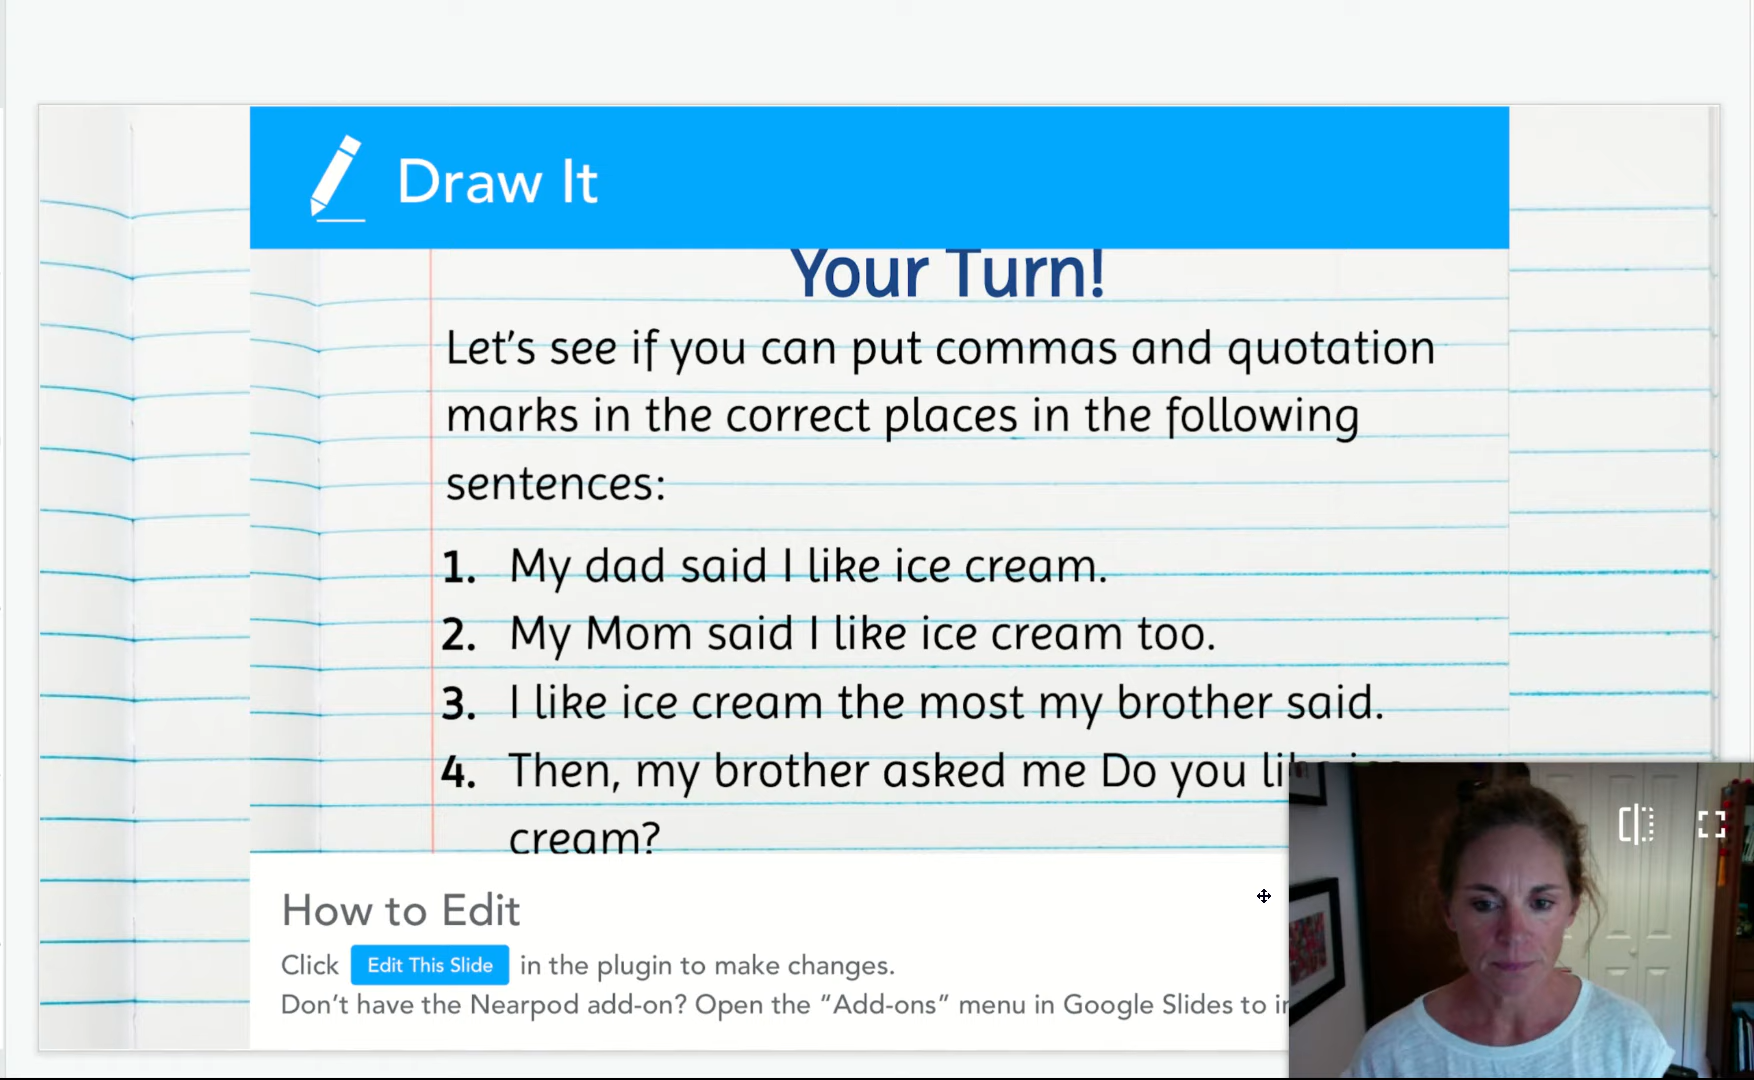 Draw It
Your Turn!
Let's see if you can put commas and quotation
marks in the correct places in the following
sentences:
1. My dad said I like ice cream.
2. My Mom said I like ice cream too.
3. I like ice cream the most my brother said.
4. Then, my brother asked me Do you
cream?
How to Edit
Click Edit This Slide in the plugin to make changes.
Don't have the Nearpod add-on? Open the “Add-ons” menu in Google Slides to